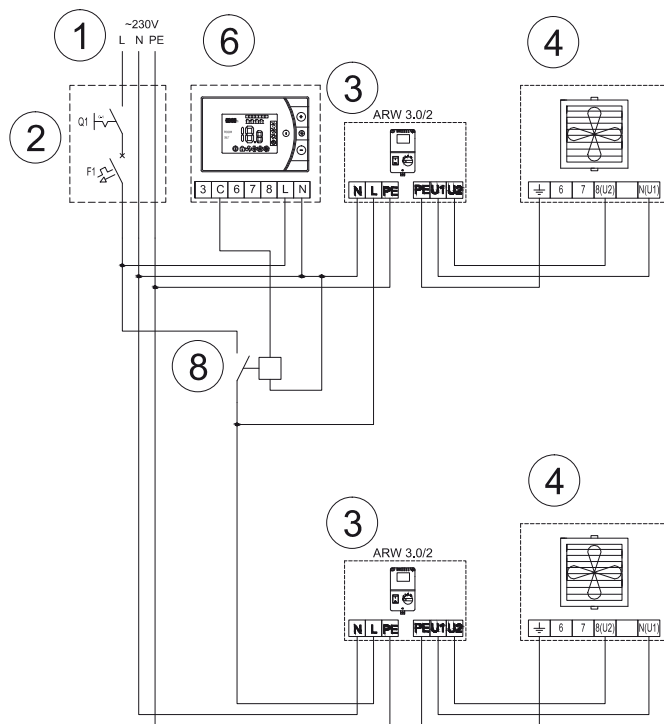 1
~230V
L N PE
6
3
4
ARW 3.0/2
2
Q1
F1
3 C 6 7 8 L N
N L PE PE U1 U2
6 7 8(U2) N(U1)
8
4
3
ARW 3.0/2
N L PE PE U1 U2
6 7 8(U2) N(U1)